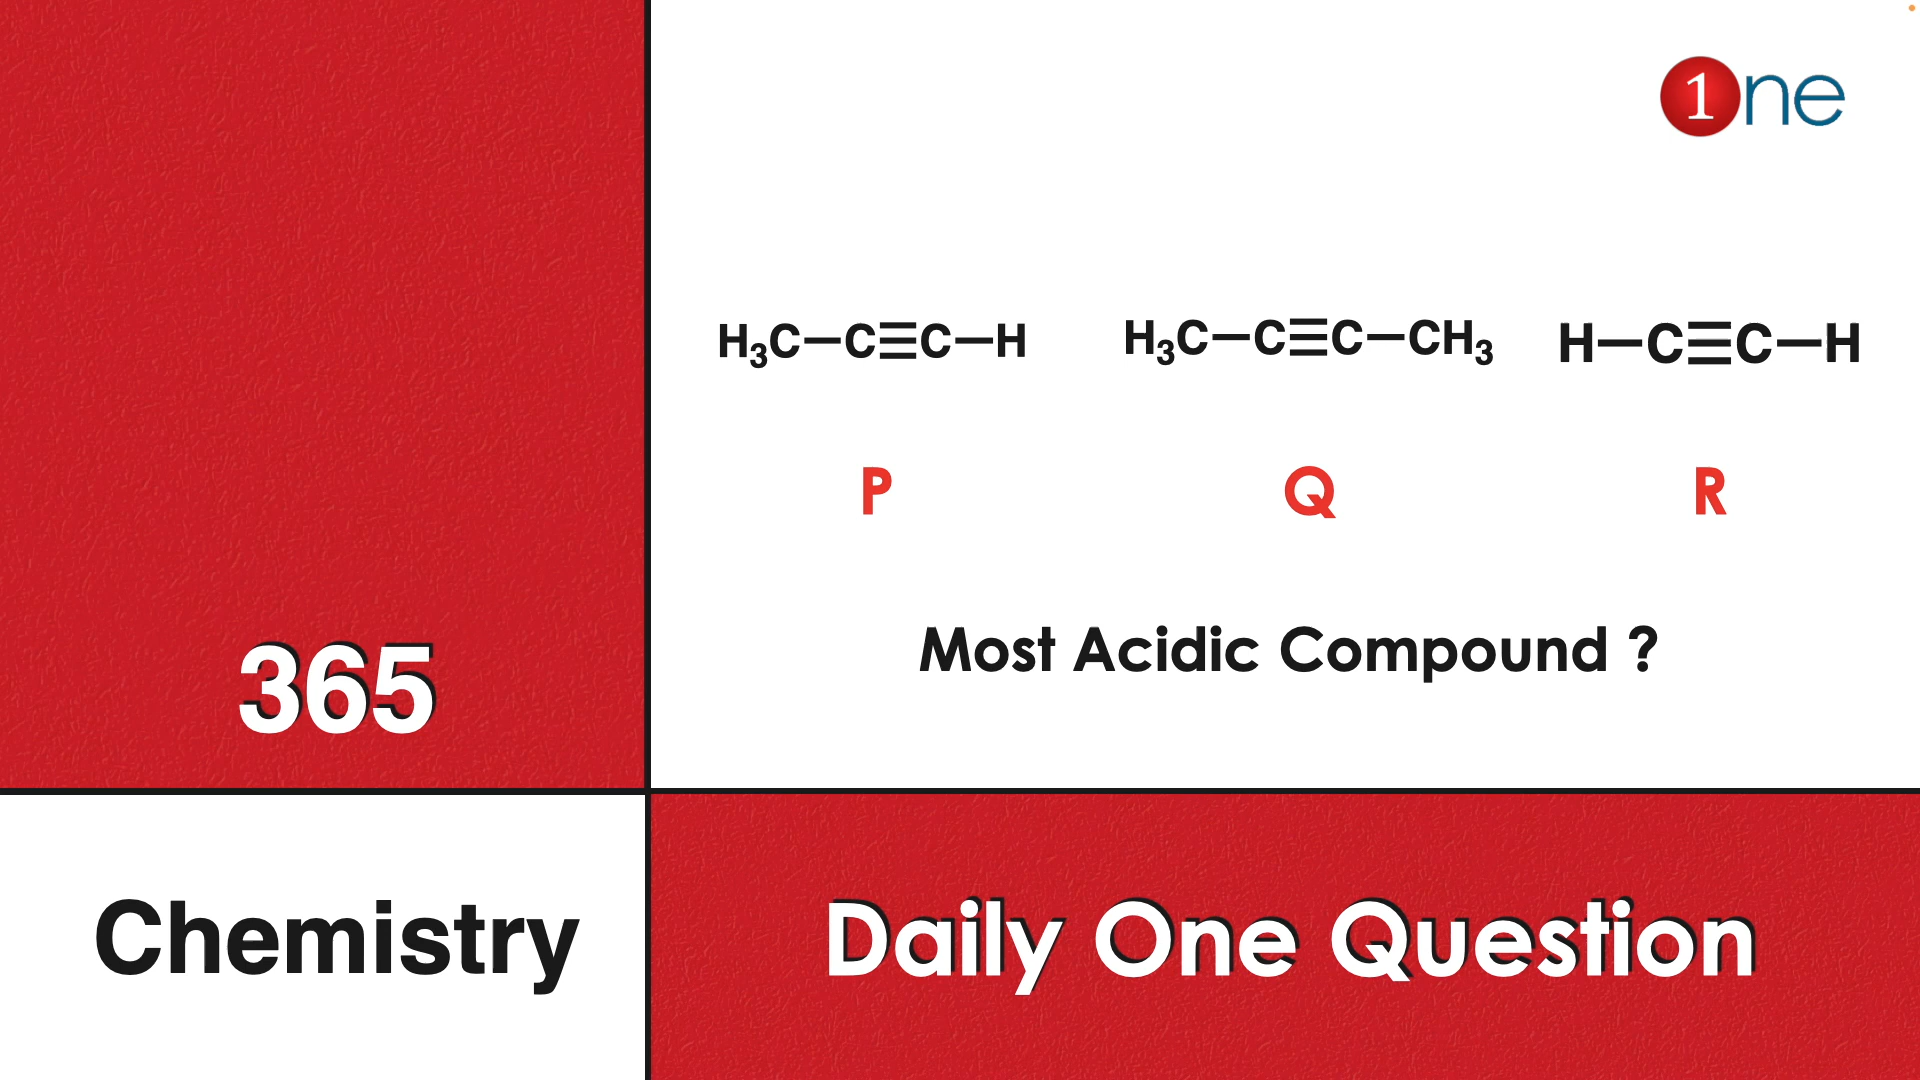 1ne
H₃C—C≡C—H
H₃C—C≡C—CH₃
H—C≡C—H
P
Q
R
Most Acidic Compound ?
365
Chemistry
Daily One Question